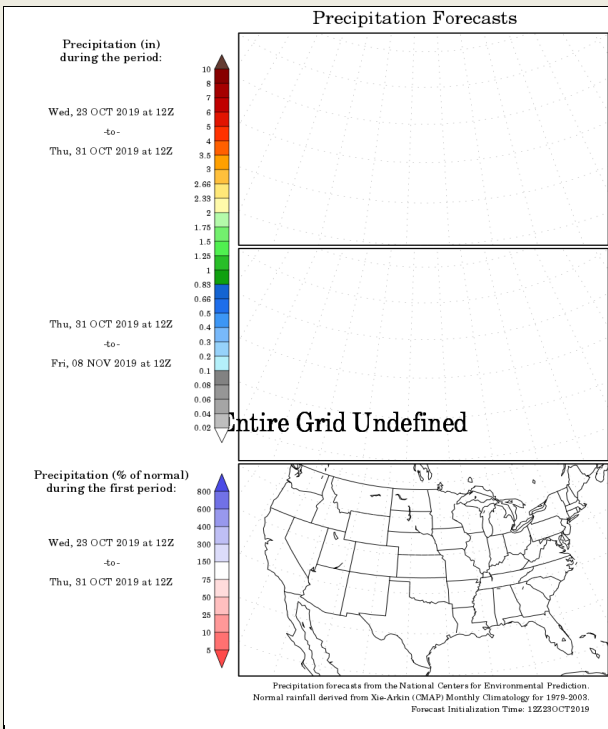 Precipitation Forecasts
Precipitation (in)
during the period:
Wed, 23 OCT 2019 at 12Z
-to-
Thu, 31 OCT 2019 at 12Z
10
8
7
6
5
4
3.5
3
2.66
2.33
2
1.75
1.5
1.25
1
0.83
0.66
0.5
0.4
0.3
0.2
0.1
0.08
0.06
0.04
0.02
Thu, 31 OCT 2019 at 12Z
-to-
Fri, 08 NOV 2019 at 12Z
Entire Grid Undefined
Precipitation (% of normal)
during the first period:
Wed, 23 OCT 2019 at 12Z
-to-
Thu, 31 OCT 2019 at 12Z
800
600
400
300
150
75
50
25
10
5
Precipitation forecasts from the National Centers for Environmental Prediction.
Normal rainfall derived from Xie-Arkin (CMAP) Monthly Climatology for 1979-2003.
Forecast Initialization Time: 12Z23OCT2019